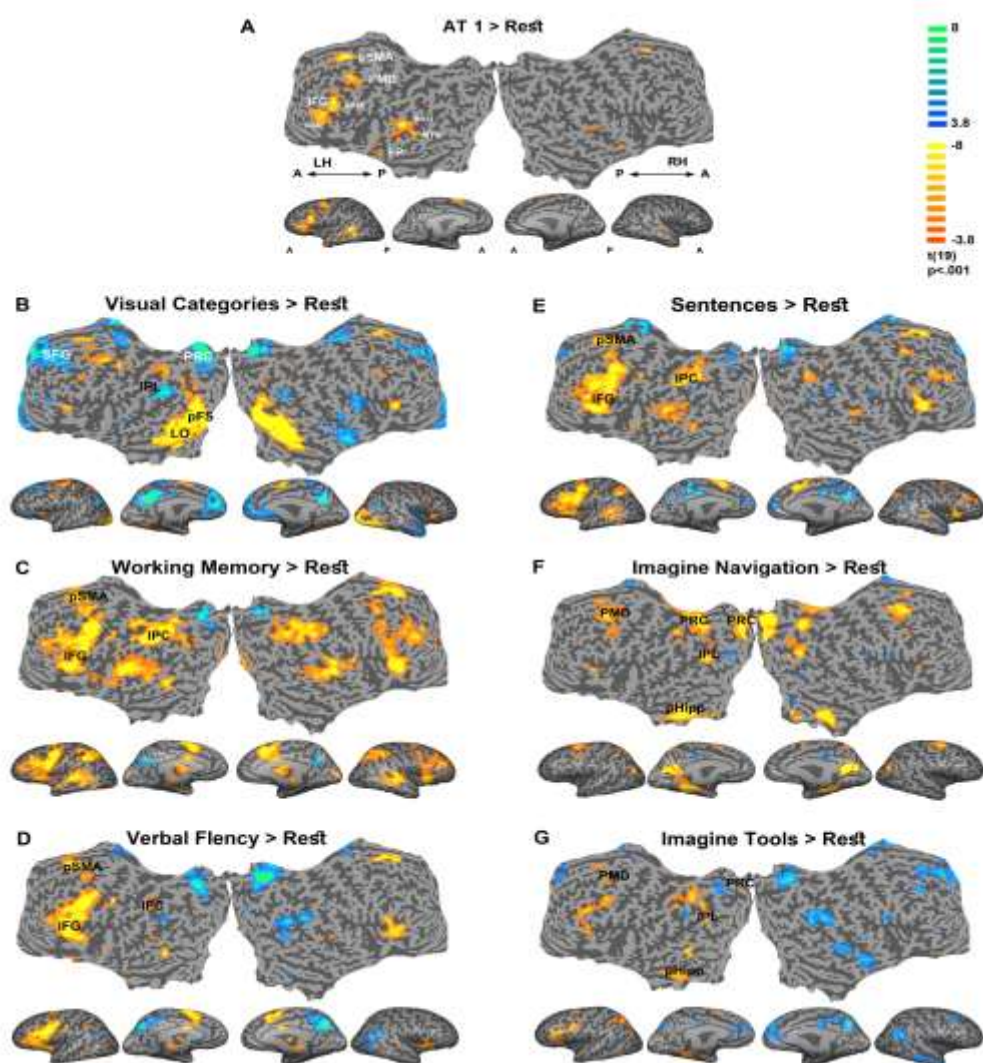 A
AT 1 > Rest
pSMA
PMD
IFG
LH
A P
RH
P A
A P A A P A
8
3.8
-8
-3.8
t(19)
p<.001
B
Visual Categories > Rest
SFG
PRC
IPL
pFS
LO
E
Sentences > Rest
pSMA
IPC
IFG
C
Working Memory > Rest
pSMA
IPC
IFG
F
Imagine Navigation > Rest
PMD
PRC
PRC
IPL
pHipp
D
Verbal Flency > Rest
pSMA
IPC
IFG
G
Imagine Tools > Rest
PMD
PRC
IPL
pHipp